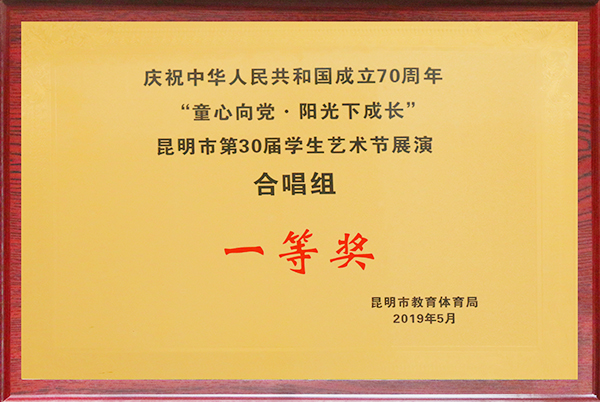 庆祝中华人民共和国成立70周年
“童心向党·阳光下成长”
昆明市第30届学生艺术节展演
合唱组
一等奖
昆明市教育体育局
2019年5月